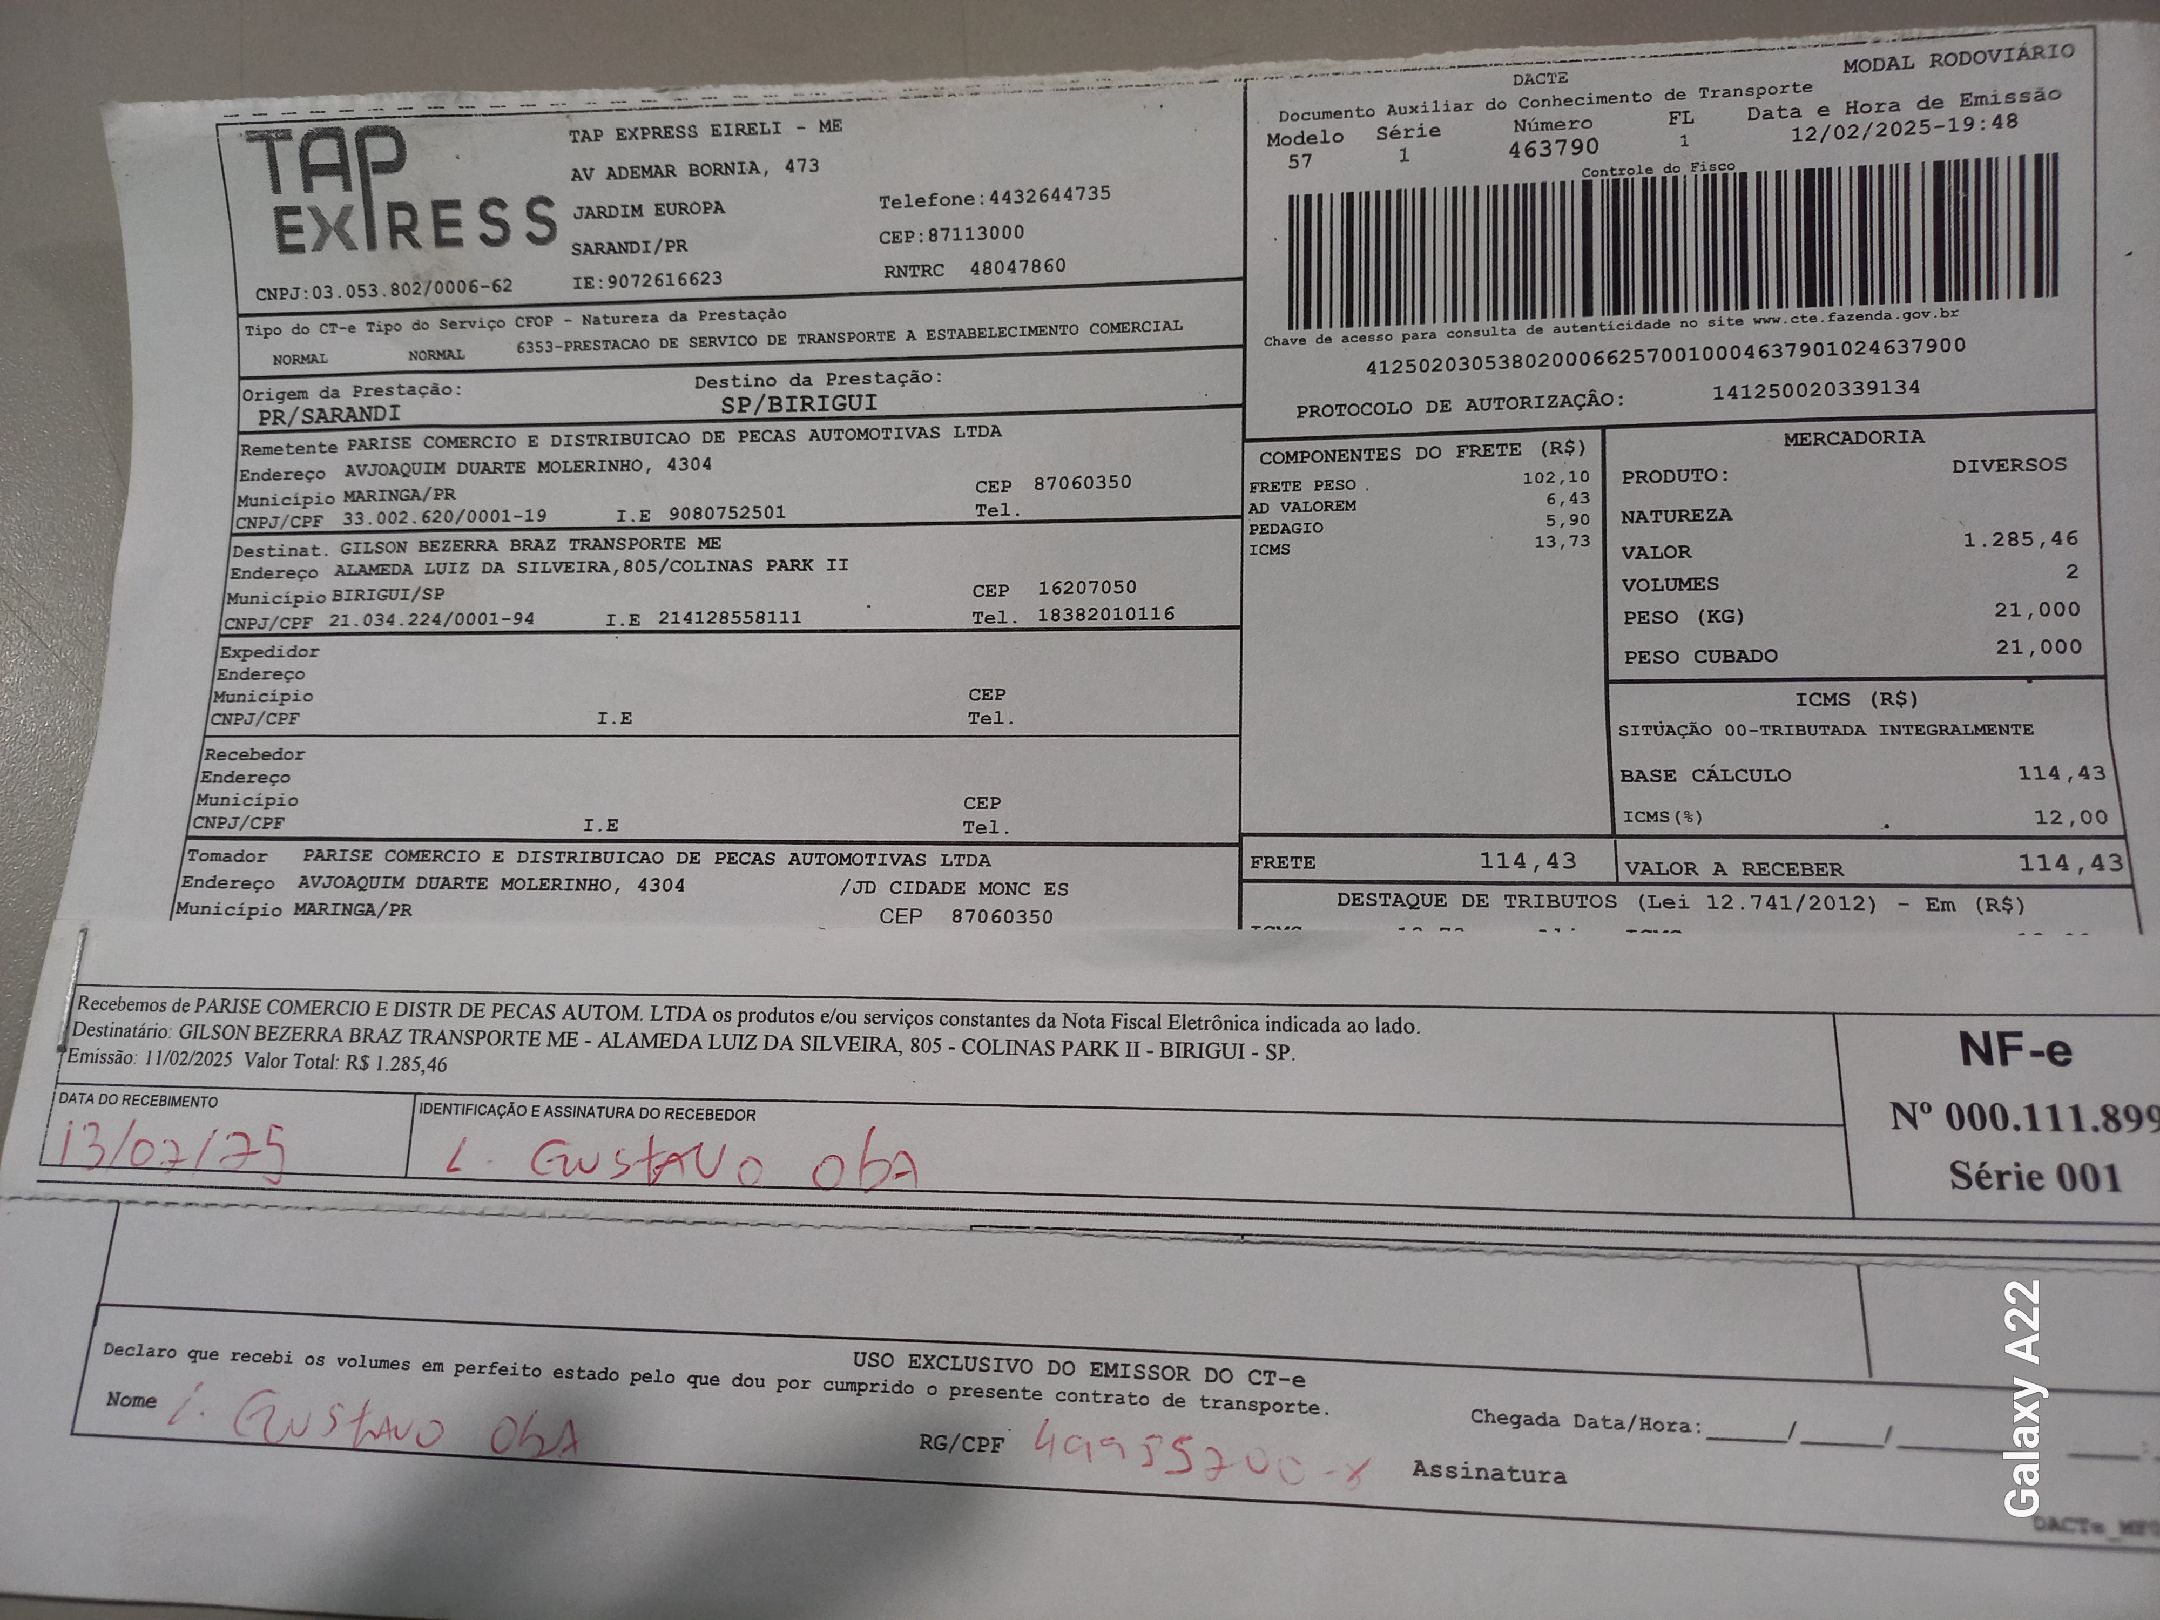 TAP EXPRESS
TAP EXPRESS EIRELI - ME
AV ADEMAR BORNIA, 473
JARDIM EUROPA
Telefone:4432644735
SARANDI/PR
CEP:87113000
CNPJ:03.053.802/0006-62
IE:9072616623
RNTRC 48047860
Tipo do CT-e Tipo do Serviço CFOP - Natureza da Prestação
NORMAL NORMAL 6353-PRESTACAO DE SERVICO DE TRANSPORTE A ESTABELECIMENTO COMERCIAL
Origem da Prestação: Destino da Prestação:
PR/SARANDI SP/BIRIGUI
Remetente PARISE COMERCIO E DISTRIBUICAO DE PECAS AUTOMOTIVAS LTDA
Endereço AVJOAQUIM DUARTE MOLERINHO, 4304
Município MARINGA/PR CEP 87060350
CNPJ/CPF 33.002.620/0001-19 I.E 9080752501 Tel.
Destinat. GILSON BEZERRA BRAZ TRANSPORTE ME
Endereço ALAMEDA LUIZ DA SILVEIRA,805/COLINAS PARK II
Município BIRIGUI/SP CEP 16207050
CNPJ/CPF 21.034.224/0001-94 I.E 214128558111 Tel. 18382010116
Expedidor
Endereço
Município CEP
CNPJ/CPF I.E Tel.
Recebedor
Endereço
Município CEP
CNPJ/CPF I.E Tel.
Tomador PARISE COMERCIO E DISTRIBUICAO DE PECAS AUTOMOTIVAS LTDA
Endereço AVJOAQUIM DUARTE MOLERINHO, 4304 /JD CIDADE MONC ES
Município MARINGA/PR CEP 87060350
DACTE MODAL RODOVIÁRIO
Documento Auxiliar do Conhecimento de Transporte
Modelo Série Número FL Data e Hora de Emissão
57 1 463790 1 12/02/2025-19:48
Controle do Fisco
Chave de acesso para consulta de autenticidade no site www.cte.fazenda.gov.br
41250203053802000662570010004637901024637900
PROTOCOLO DE AUTORIZAÇÂO: 141250020339134
COMPONENTES DO FRETE (R$)
FRETE PESO 102,10
AD VALOREM 6,43
PEDAGIO 5,90
ICMS 13,73
MERCADORIA
PRODUTO: DIVERSOS
NATUREZA
VALOR 1.285,46
VOLUMES 2
PESO (KG) 21,000
PESO CUBADO 21,000
ICMS (R$)
SITUAÇÃO 00-TRIBUTADA INTEGRALMENTE
BASE CÁLCULO 114,43
ICMS(%) 12,00
FRETE 114,43 VALOR A RECEBER 114,43
DESTAQUE DE TRIBUTOS (Lei 12.741/2012) - Em (R$)
Recebemos de PARISE COMERCIO E DISTR DE PECAS AUTOM. LTDA os produtos e/ou serviços constantes da Nota Fiscal Eletrônica indicada ao lado.
Destinatário: GILSON BEZERRA BRAZ TRANSPORTE ME - ALAMEDA LUIZ DA SILVEIRA, 805 - COLINAS PARK II - BIRIGUI - SP.
Emissão: 11/02/2025 Valor Total: R$ 1.285,46
DATA DO RECEBIMENTO IDENTIFICAÇÃO E ASSINATURA DO RECEBEDOR
13/02/25 L. GUSTAVO ObA
NF-e
Nº 000.111.899
Série 001
USO EXCLUSIVO DO EMISSOR DO CT-e
Declaro que recebi os volumes em perfeito estado pelo que dou por cumprido o presente contrato de transporte.
Nome L. GUSTAVO ObA RG/CPF 49955200-x Chegada Data/Hora:_____/_____/_____
Assinatura
Galaxy A22